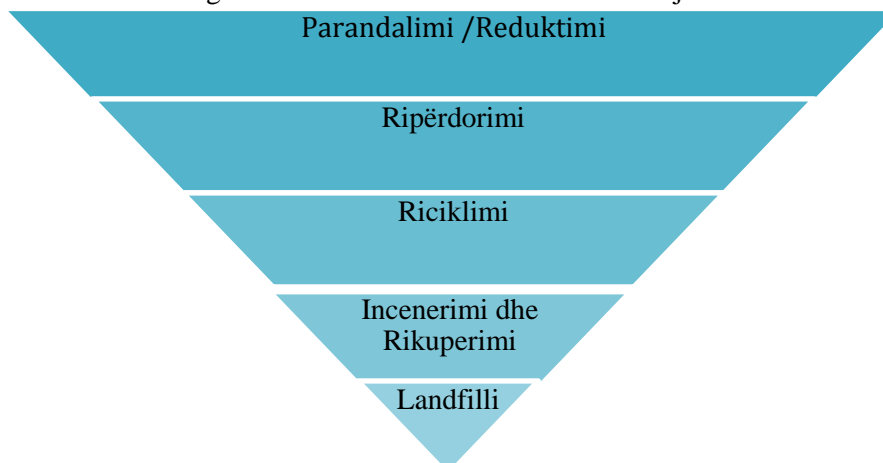 Parandalimi /Reduktimi
Ripërdorimi
Riciklimi
Incenerimi dhe
Rikuperimi
Landfilli